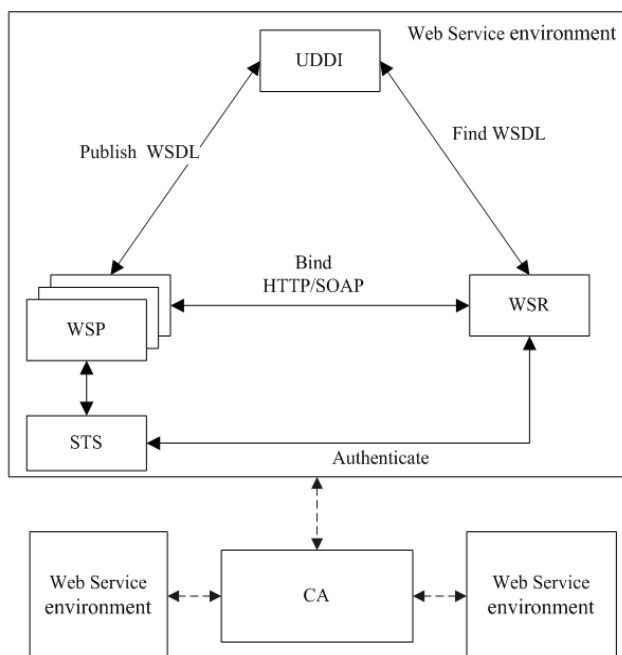 Web Service environment
UDDI
Publish WSDL
Find WSDL
Bind
HTTP/SOAP
WSP
WSR
STS
Authenticate
Web Service
environment
CA
Web Service
environment